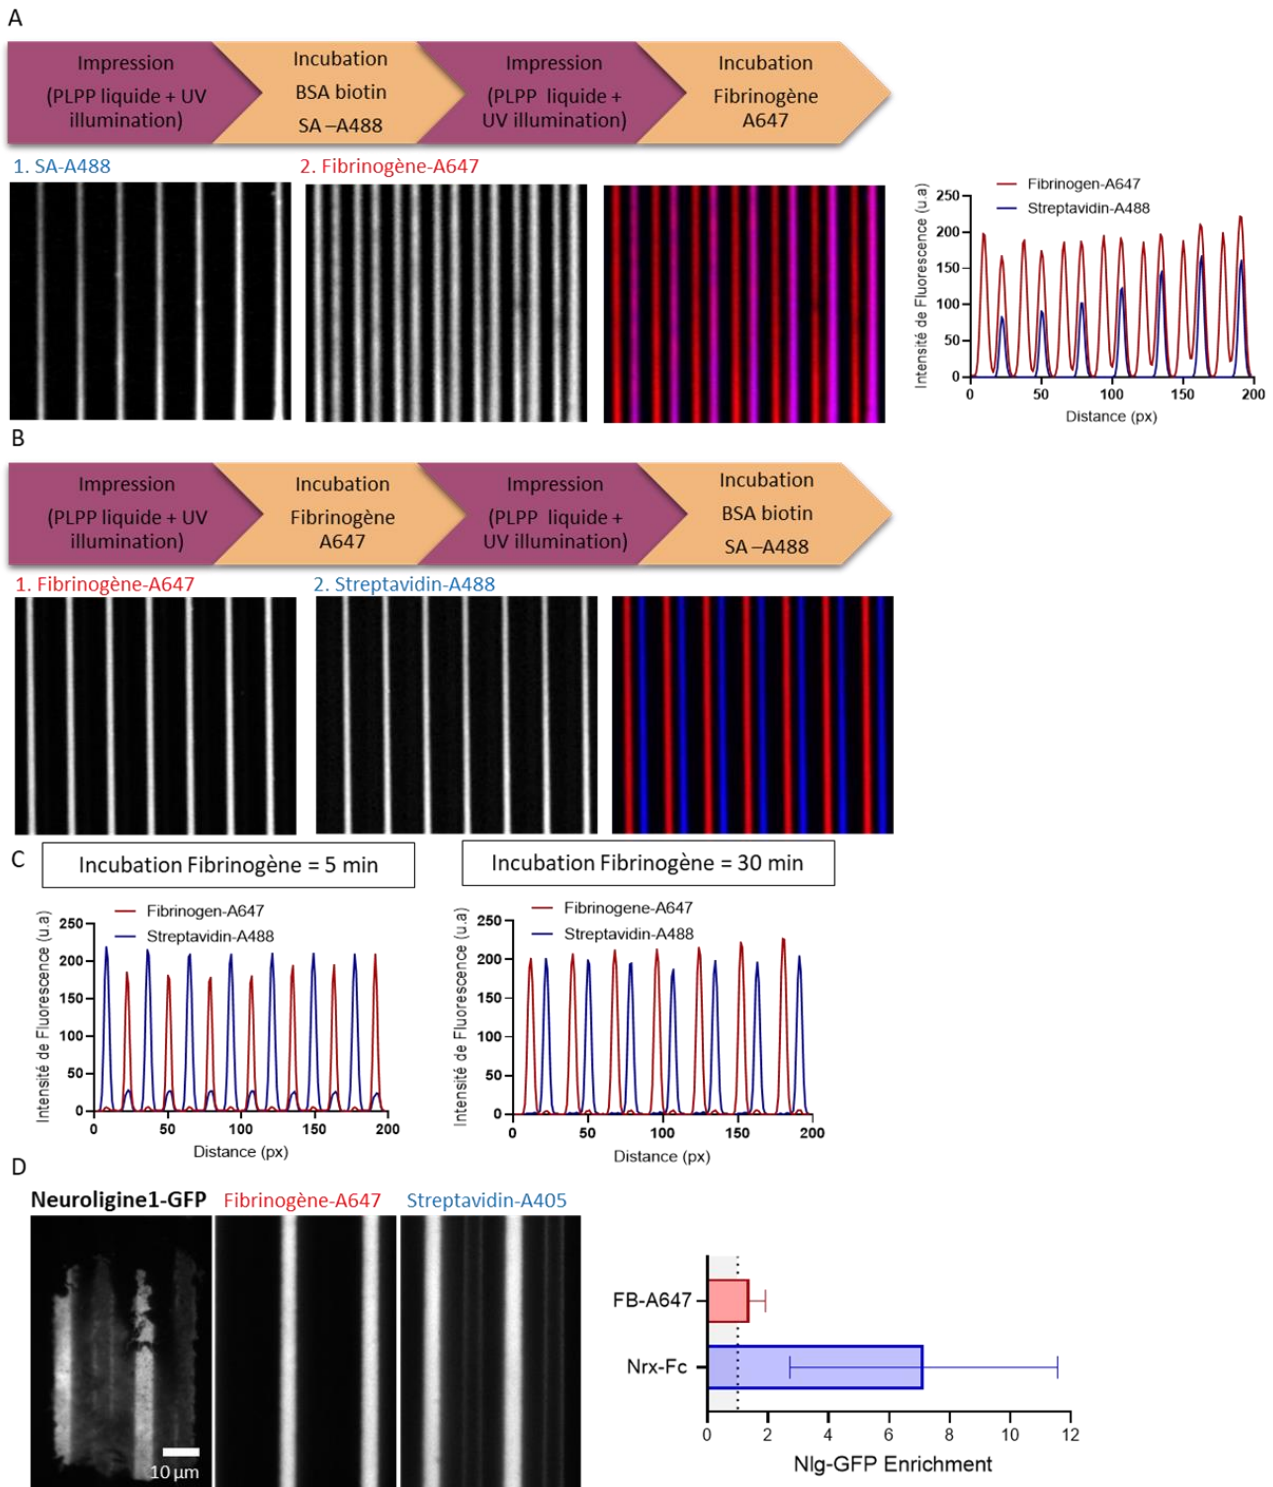 A
Impression
(PLPP liquide + UV
illumination)
Incubation
BSA biotin
SA –A488
Impression
(PLPP liquide +
UV illumination)
Incubation
Fibrinogène
A647
1. SA-A488
2. Fibrinogène-A647
Fibrinogen-A647
Streptavidin-A488
Intensité de Fluorescence (u.a)
250
200
150
100
50
0
0 50 100 150 200
Distance (px)
B
Impression
(PLPP liquide + UV
illumination)
Incubation
Fibrinogène
A647
Impression
(PLPP liquide +
UV illumination)
Incubation
BSA biotin
SA –A488
1. Fibrinogène-A647
2. Streptavidin-A488
C
Incubation Fibrinogène = 5 min
Incubation Fibrinogène = 30 min
Fibrinogen-A647
Streptavidin-A488
Intensité de Fluorescence (u.a)
250
200
150
100
50
0
0 50 100 150 200
Distance (px)
Fibrinogene-A647
Streptavidin-A488
Intensité de Fluorescence (u.a)
250
200
150
100
50
0
0 50 100 150 200
Distance (px)
D
Neuroligine1-GFP
Fibrinogène-A647
Streptavidin-A405
10 µm
FB-A647
Nrx-Fc
0 2 4 6 8 10 12
Nlg-GFP Enrichment